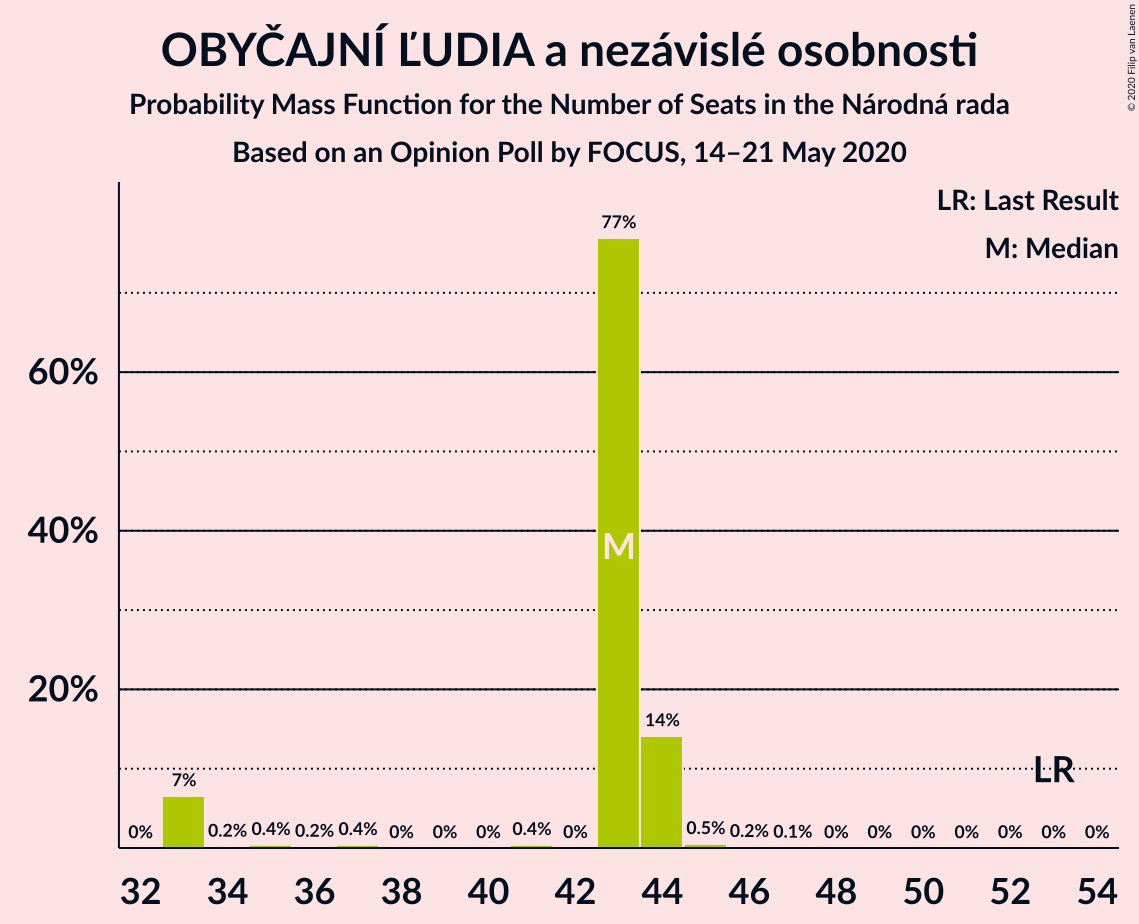 OBYČAJNÍ ĽUDIA a nezávislé osobnosti
Probability Mass Function for the Number of Seats in the Národná rada
Based on an Opinion Poll by FOCUS, 14–21 May 2020
© 2020 Filip van Laenen
LR: Last Result
M: Median
60%
40%
20%
0% 7% 0.2% 0.4% 0.2% 0.4% 0% 0% 0% 0.4% 0% 77% 14% 0.5% 0.2% 0.1% 0% 0% 0% 0% 0% 0% 0%
M
LR
32 34 36 38 40 42 44 46 48 50 52 54